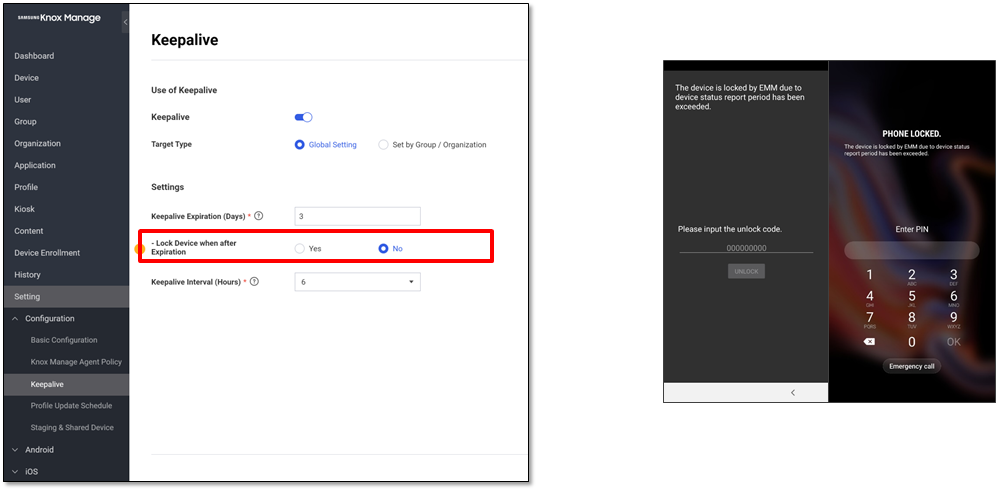 SAMSUNG Knox Manage
Dashboard
Device
User
Group
Organization
Application
Profile
Kiosk
Content
Device Enrollment
History
Setting
Configuration
Basic Configuration
Knox Manage Agent Policy
Keepalive
Profile Update Schedule
Staging & Shared Device
Android
iOS
Keepalive
Use of Keepalive
Keepalive
Target Type
Global Setting
Set by Group / Organization
Settings
Keepalive Expiration (Days) * ?
3
- Lock Device when after
Expiration
Yes
No
Keepalive Interval (Hours) * ?
6
The device is locked by EMM due to
device status report period has been
exceeded.
Please input the unlock code.
000000000
UNLOCK
PHONE LOCKED.
The device is locked by EMM due to device status
report period has been exceeded.
Enter PIN
1 2 3
ABC DEF
4 5 6
GHI JKL MNO
7 8 9
PQRS TUV WXYZ
0 OK
Emergency call